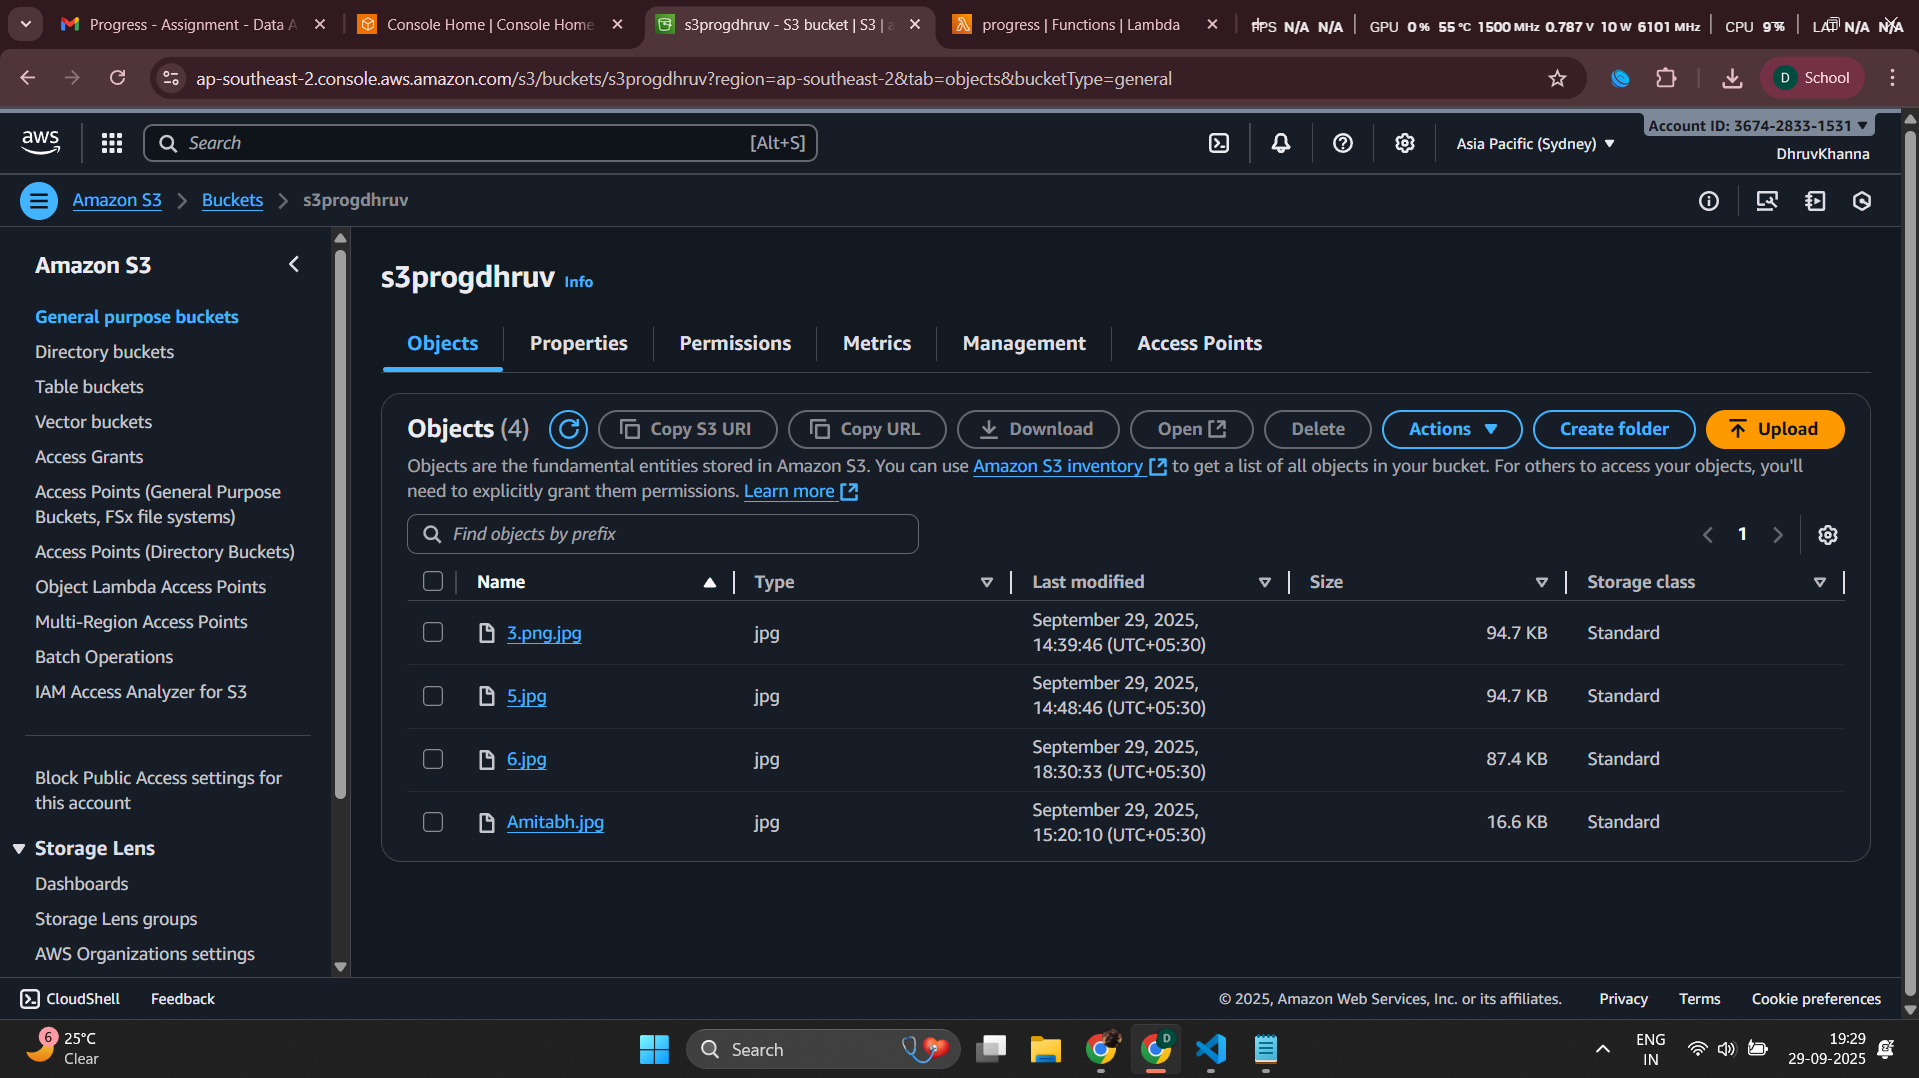 Progress - Assignment - Data A
Console Home | Console Home
s3progdhruv - S3 bucket | S3 | a
progress | Functions | Lambda
FPS N/A N/A
GPU 0 % 55 °C 1500 MHz 0.787 V 10 W 6101 MHz
CPU 9 %
LAT N/A N/A
ap-southeast-2.console.aws.amazon.com/s3/buckets/s3progdhruv?region=ap-southeast-2&tab=objects&bucketType=general
D School
aws
Search
[Alt+S]
Asia Pacific (Sydney)
Account ID: 3674-2833-1531
DhruvKhanna
Amazon S3
Buckets
s3progdhruv
Amazon S3
General purpose buckets
Directory buckets
Table buckets
Vector buckets
Access Grants
Access Points (General Purpose
Buckets, FSx file systems)
Access Points (Directory Buckets)
Object Lambda Access Points
Multi-Region Access Points
Batch Operations
IAM Access Analyzer for S3
Block Public Access settings for
this account
Storage Lens
Dashboards
Storage Lens groups
AWS Organizations settings
s3progdhruv Info
Objects
Properties
Permissions
Metrics
Management
Access Points
Objects (4)
Copy S3 URI
Copy URL
Download
Open
Delete
Actions
Create folder
Upload
Objects are the fundamental entities stored in Amazon S3. You can use Amazon S3 inventory to get a list of all objects in your bucket. For others to access your objects, you'll
need to explicitly grant them permissions. Learn more
Find objects by prefix
1
Name
Type
Last modified
Size
Storage class
3.png.jpg
jpg
September 29, 2025,
14:39:46 (UTC+05:30)
94.7 KB
Standard
5.jpg
jpg
September 29, 2025,
14:48:46 (UTC+05:30)
94.7 KB
Standard
6.jpg
jpg
September 29, 2025,
18:30:33 (UTC+05:30)
87.4 KB
Standard
Amitabh.jpg
jpg
September 29, 2025,
15:20:10 (UTC+05:30)
16.6 KB
Standard
CloudShell
Feedback
© 2025, Amazon Web Services, Inc. or its affiliates.
Privacy
Terms
Cookie preferences
6
25°C
Clear
Search
D
ENG
IN
19:29
29-09-2025